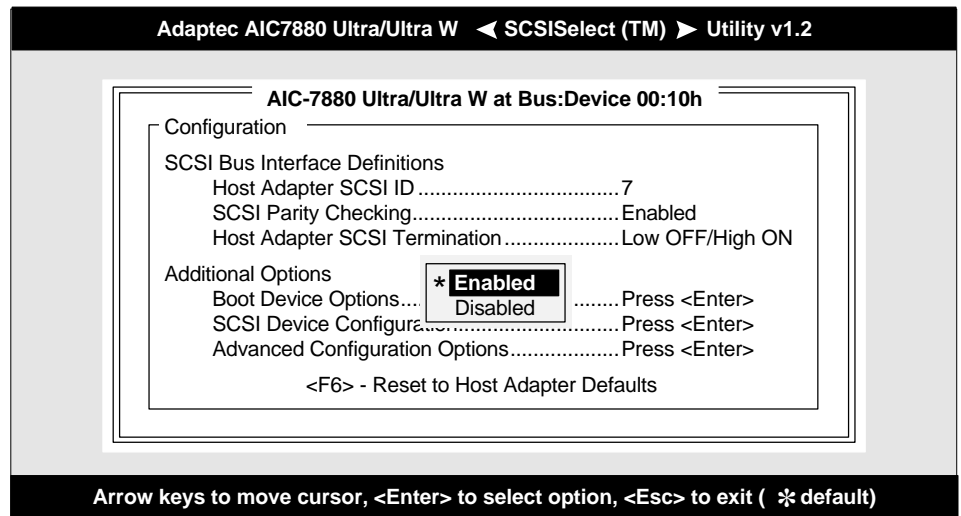 Adaptec AIC7880 Ultra/Ultra W ◄ SCSISelect (TM) ► Utility v1.2
AIC-7880 Ultra/Ultra W at Bus:Device 00:10h
Configuration
SCSI Bus Interface Definitions
Host Adapter SCSI ID...................................7
SCSI Parity Checking....................................Enabled
Host Adapter SCSI Termination....................Low OFF/High ON
Additional Options
Boot Device Options.... ........Press <Enter>
* Enabled
Disabled
SCSI Device Configuration............................Press <Enter>
Advanced Configuration Options...................Press <Enter>
<F6> - Reset to Host Adapter Defaults
Arrow keys to move cursor, <Enter> to select option, <Esc> to exit ( ✻ default)